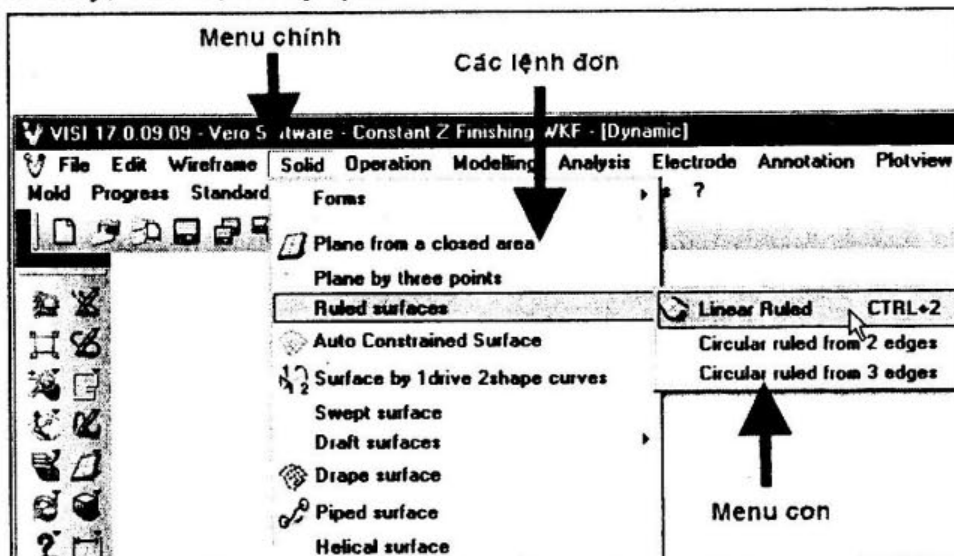 Menu chính
Các lệnh đơn
VISI 17.0.09.09 - Vero S tware - Constant Z Finishing WKF - [Dynamic]
File Edit Wireframe Solid Operation Modelling Analysis Electrode Annotation Plotview
Mold Progress Standard s ?
Forms
Plane from a closed area
Plane by three points
Ruled surfaces
Linear Ruled CTRL+2
Auto Constrained Surface
Circular ruled from 2 edges
Surface by 1drive 2shape curves
Circular ruled from 3 edges
Swept surface
Draft surfaces
Drape surface
Piped surface
Menu con
Helical surface